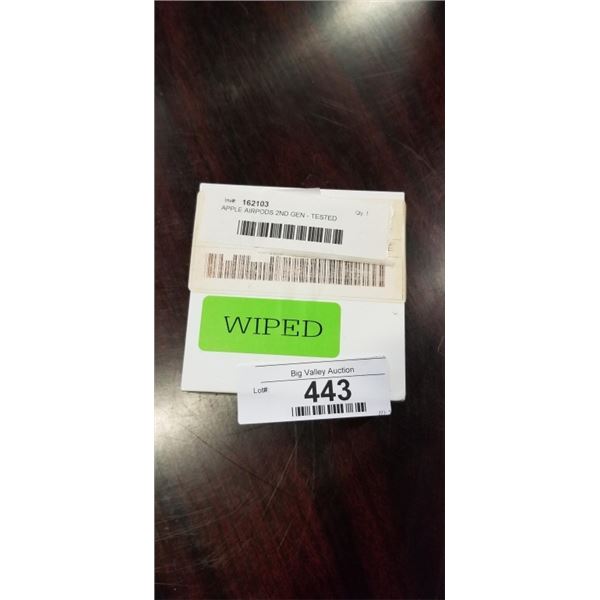 Inv#: 162103 Qty: 1
APPLE AIRPODS 2ND GEN - TESTED
WIPED
Big Valley Auction
Lot#: 443